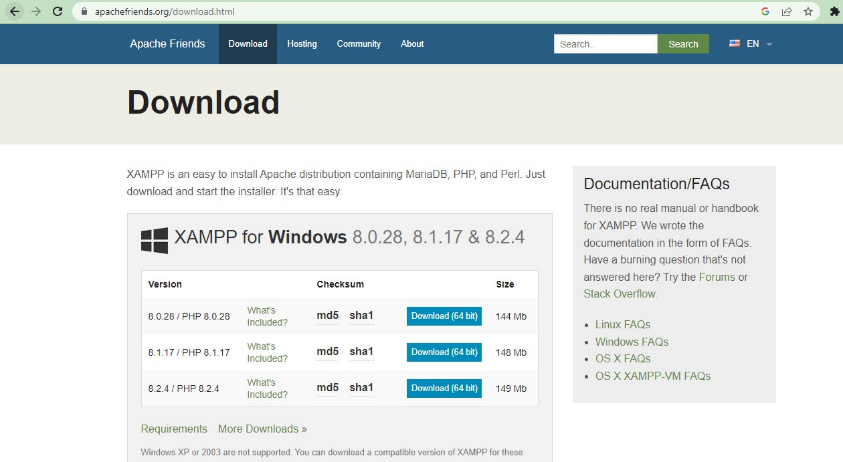 apachefriends.org/download.html
Apache Friends Download Hosting Community About Search.. Search EN
Download
XAMPP is an easy to install Apache distribution containing MariaDB, PHP, and Perl. Just
download and start the installer. It's that easy.
XAMPP for Windows 8.0.28, 8.1.17 & 8.2.4
Version Checksum Size
8.0.28 / PHP 8.0.28 What's Included? md5 sha1 Download (64 bit) 144 Mb
8.1.17 / PHP 8.1.17 What's Included? md5 sha1 Download (64 bit) 148 Mb
8.2.4 / PHP 8.2.4 What's Included? md5 sha1 Download (64 bit) 149 Mb
Requirements More Downloads »
Windows XP or 2003 are not supported. You can download a compatible version of XAMPP for these
Documentation/FAQs
There is no real manual or handbook
for XAMPP. We wrote the
documentation in the form of FAQs.
Have a burning question that's not
answered here? Try the Forums or
Stack Overflow.
• Linux FAQs
• Windows FAQs
• OS X FAQs
• OS X XAMPP-VM FAQs